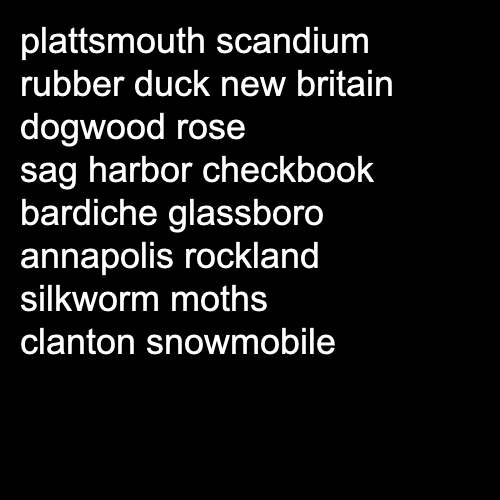 plattsmouth scandium
rubber duck new britain
dogwood rose
sag harbor checkbook
bardiche glassboro
annapolis rockland
silkworm moths
clanton snowmobile